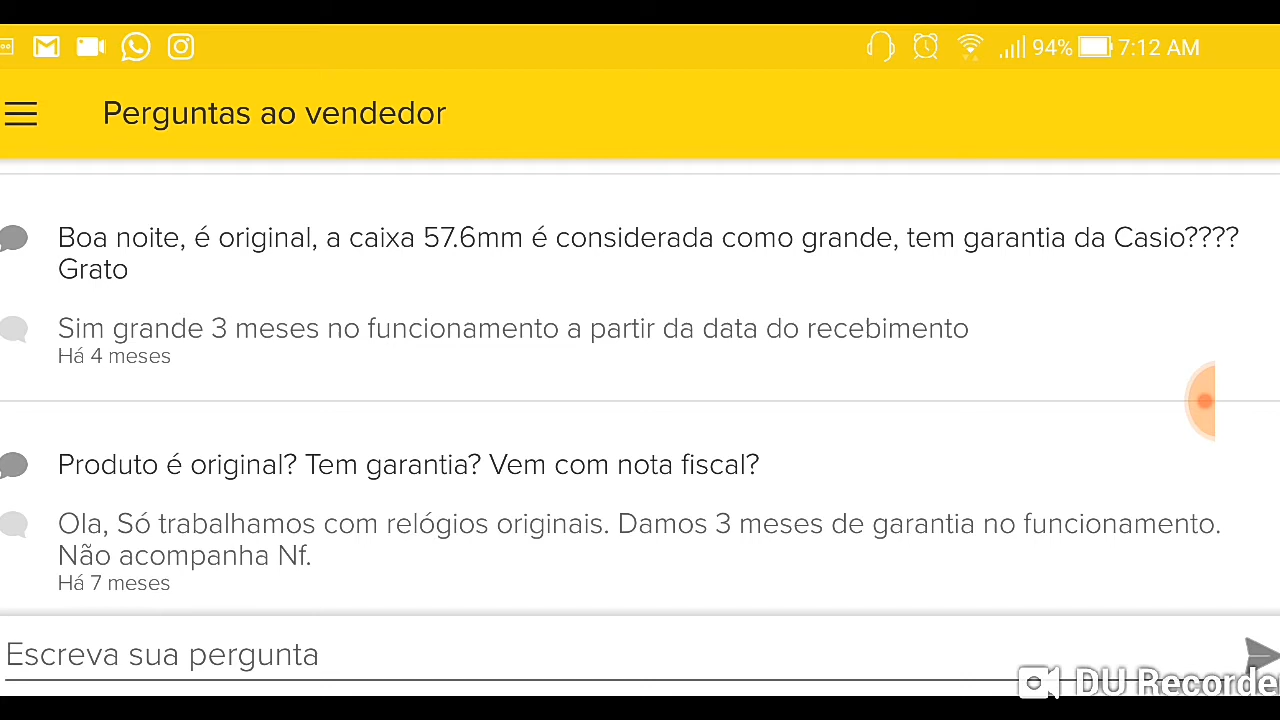 94% 7:12 AM
Perguntas ao vendedor
Boa noite, é original, a caixa 57.6mm é considerada como grande, tem garantia da Casio????
Grato
Sim grande 3 meses no funcionamento a partir da data do recebimento
Há 4 meses
Produto é original? Tem garantia? Vem com nota fiscal?
Ola, Só trabalhamos com relógios originais. Damos 3 meses de garantia no funcionamento.
Não acompanha Nf.
Há 7 meses
Escreva sua pergunta
DU Recorde